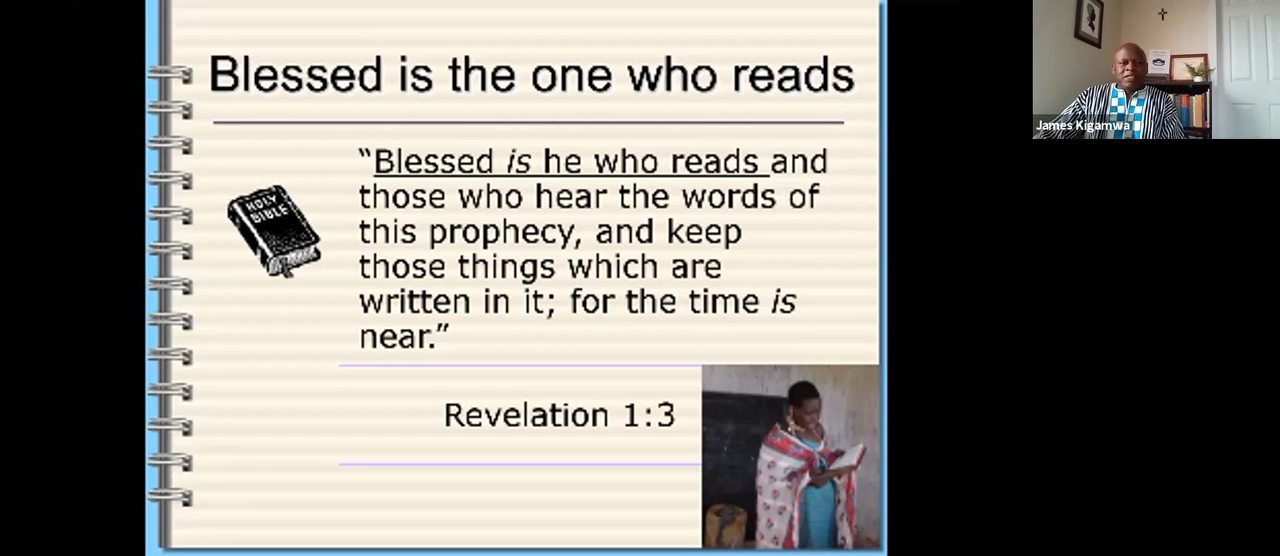 Blessed is the one who reads
“Blessed is he who reads and
those who hear the words of
this prophecy, and keep
those things which are
written in it; for the time is
near.”
Revelation 1:3
HOLY
BIBLE
James Kigamwa